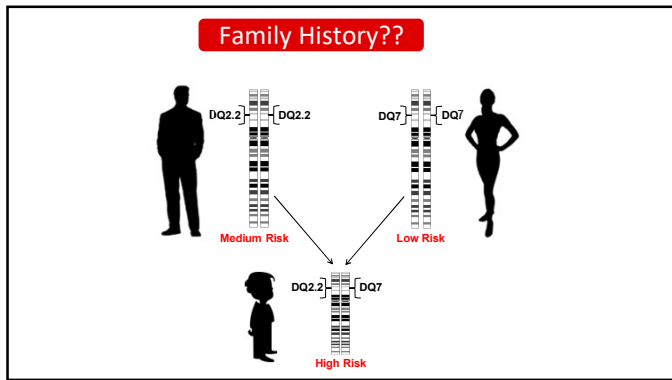 Family History??
DQ2.2 DQ2.2
DQ7 DQ7
Medium Risk
Low Risk
DQ2.2 DQ7
High Risk